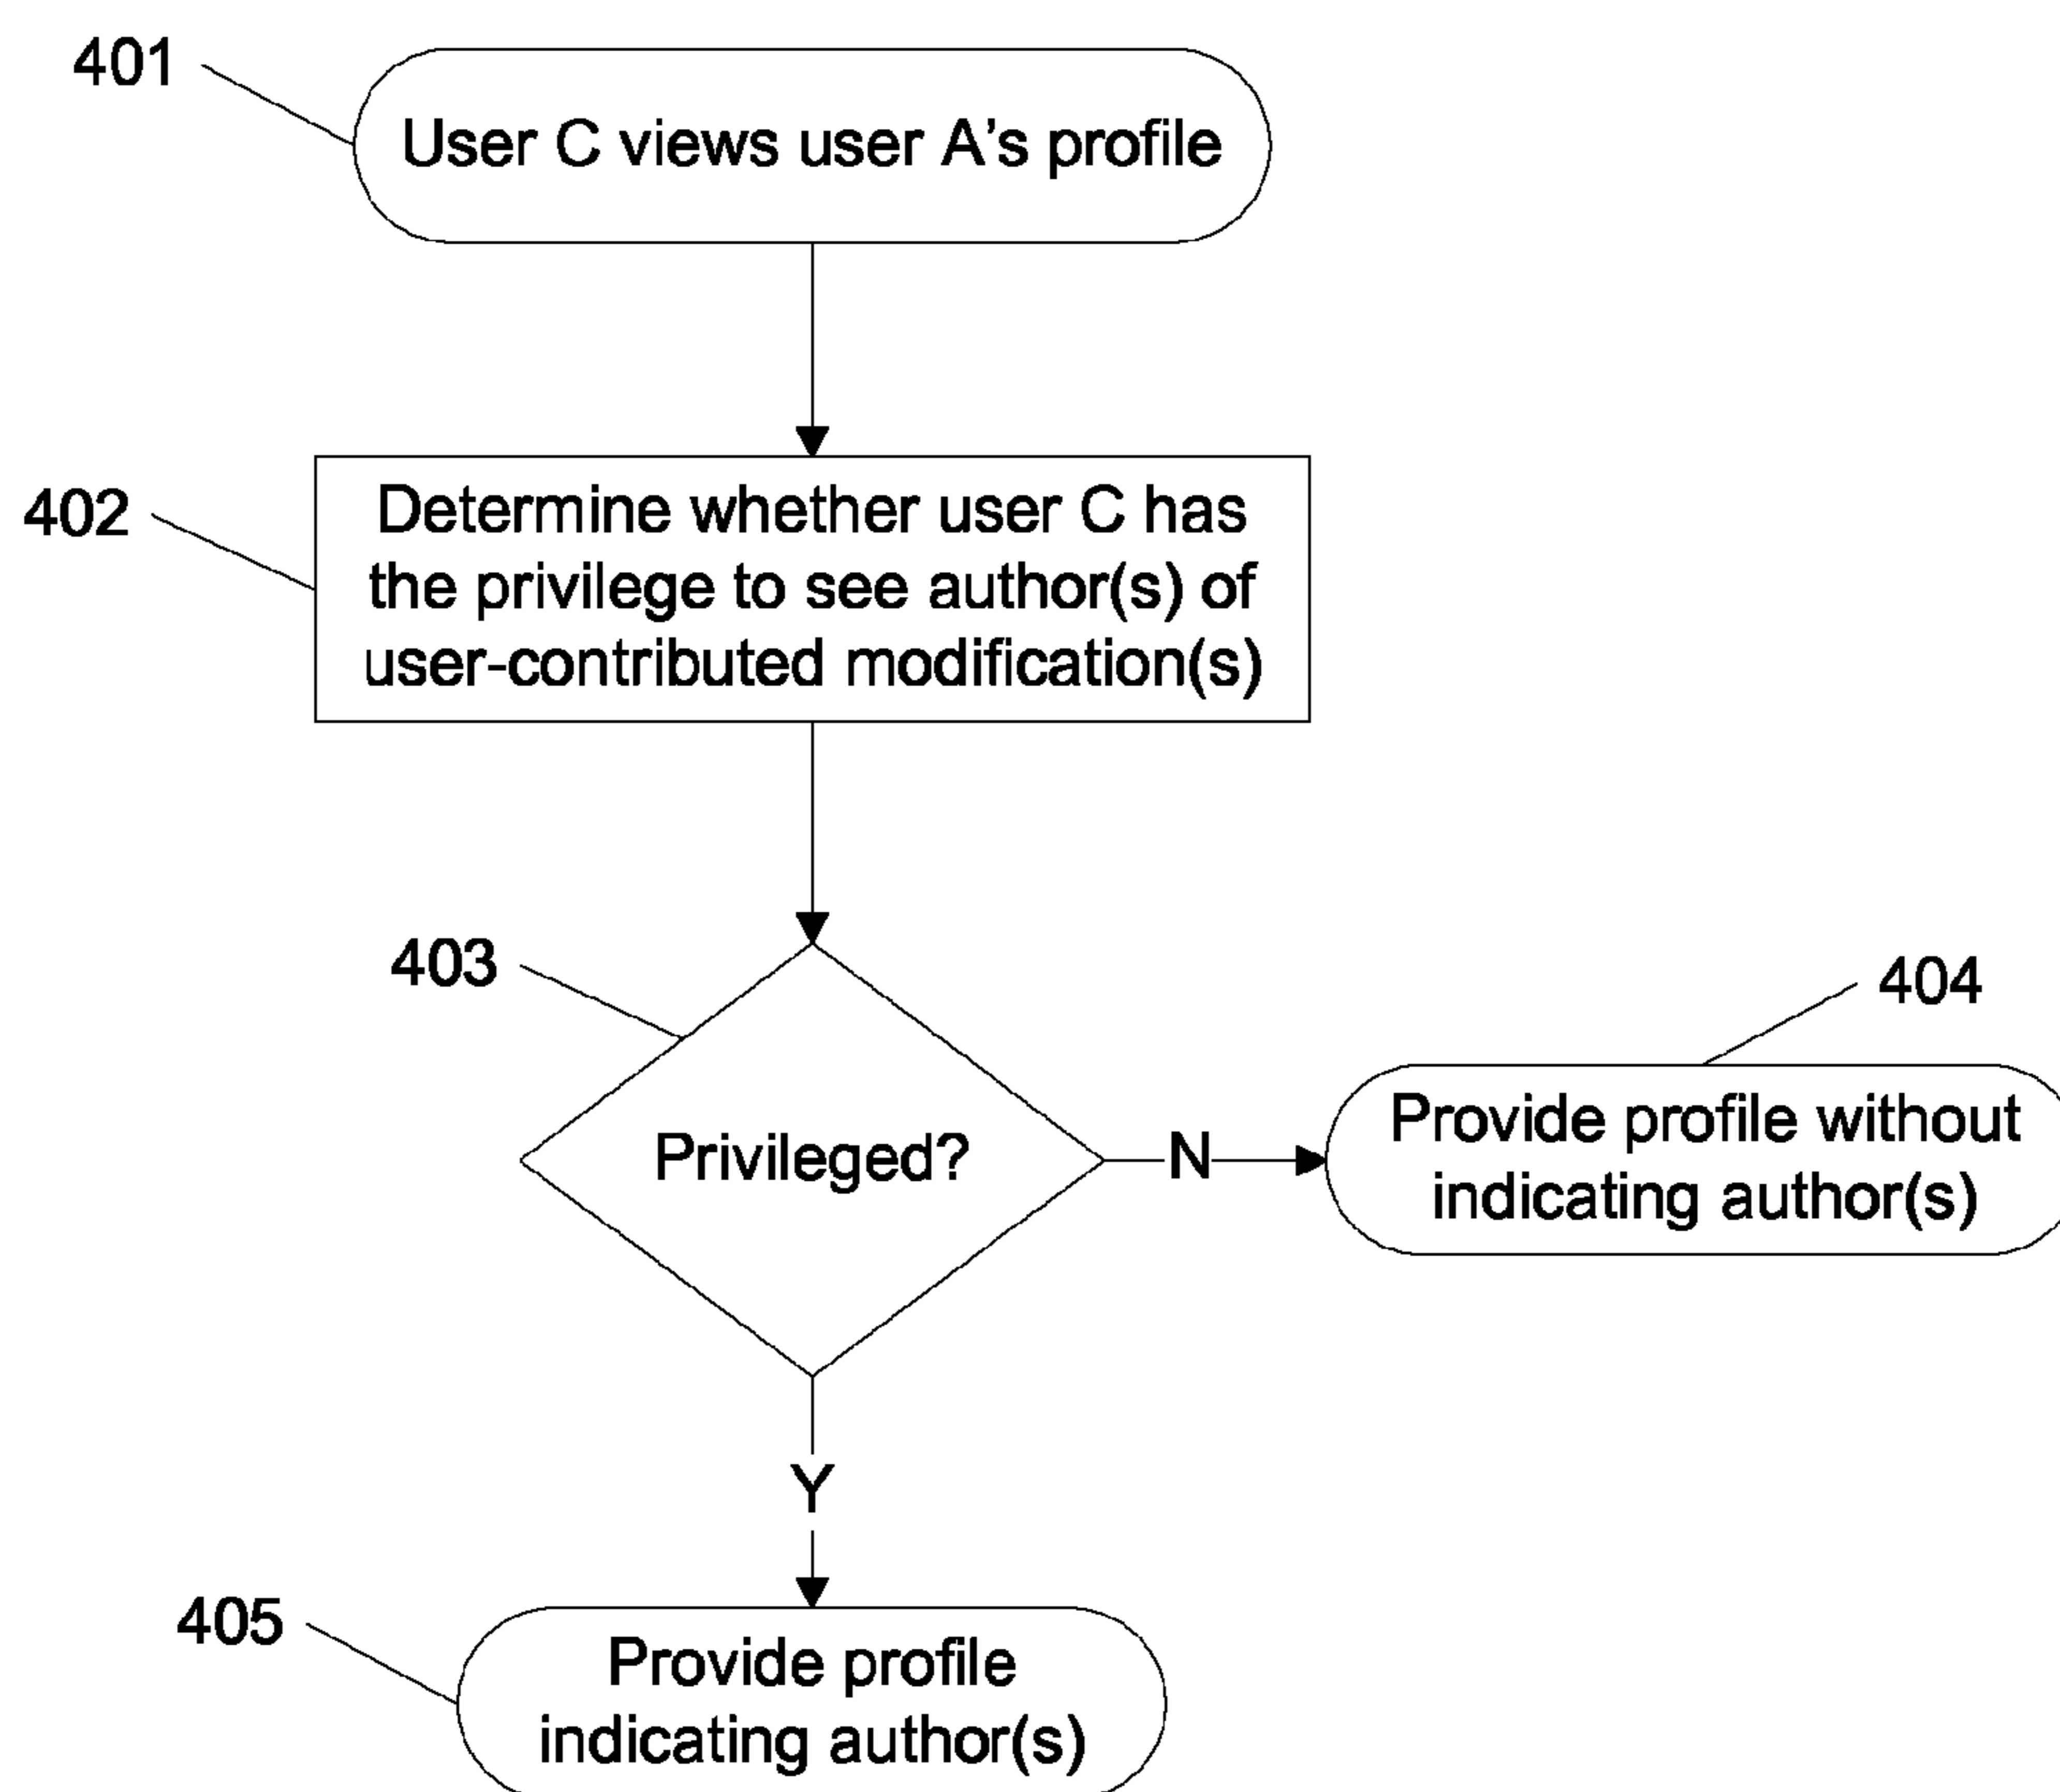 401
User C views user A’s profile
402
Determine whether user C has
the privilege to see author(s) of
user-contributed modification(s)
403
404
Privileged?
N
Provide profile without
indicating author(s)
Y
405
Provide profile
indicating author(s)